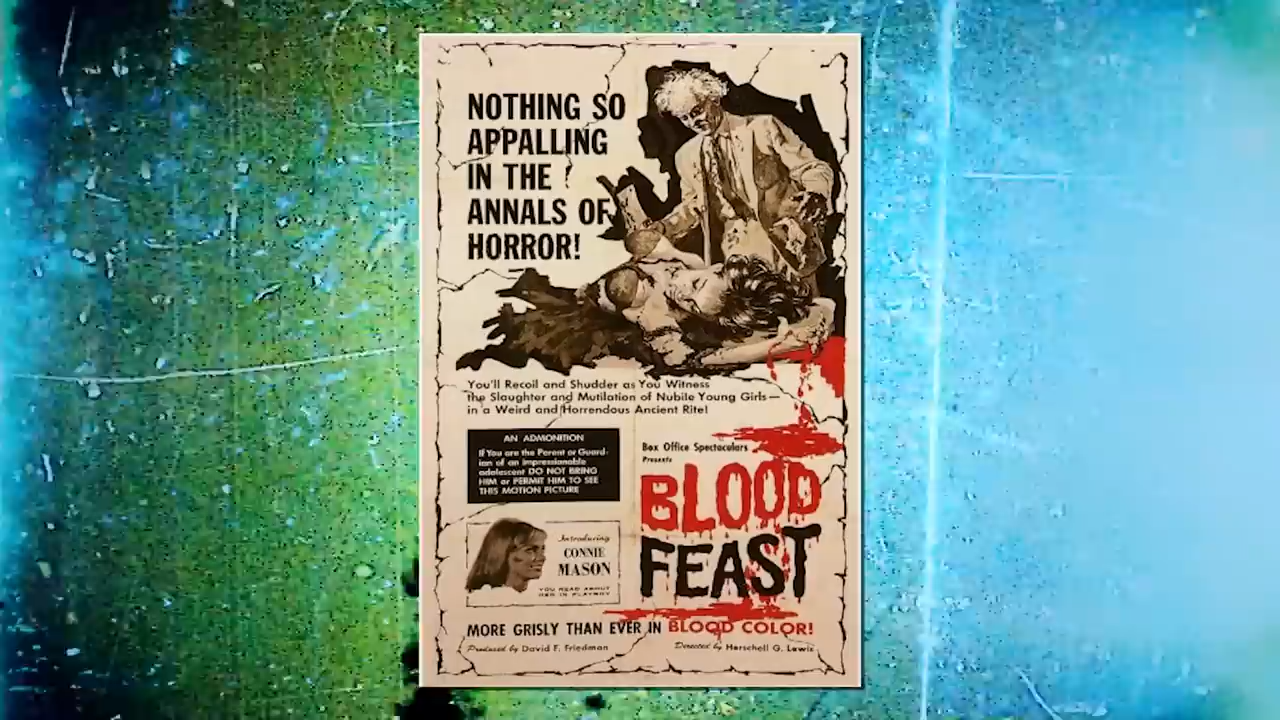 NOTHING SO
APPALLING
IN THE
ANNALS OF
HORROR!
You'll Recoil and Shudder as You Witness
the Slaughter and Mutilation of Nubile Young Girls—
in a Weird and Horrendous Ancient Rite!
AN ADMONITION
If You are the Parent or Guard-
ian of an impressionable
adolescent DO NOT BRING
HIM or PERMIT HIM TO SEE
THIS MOTION PICTURE
Introducing
CONNIE
MASON
YOU READ ABOUT
HER IN PLAYBOY
Box Office Spectaculars
Presents
BLOOD
FEAST
MORE GRISLY THAN EVER IN BLOOD COLOR!
Produced by David F. Friedman
Directed by Herschell G. Lewis